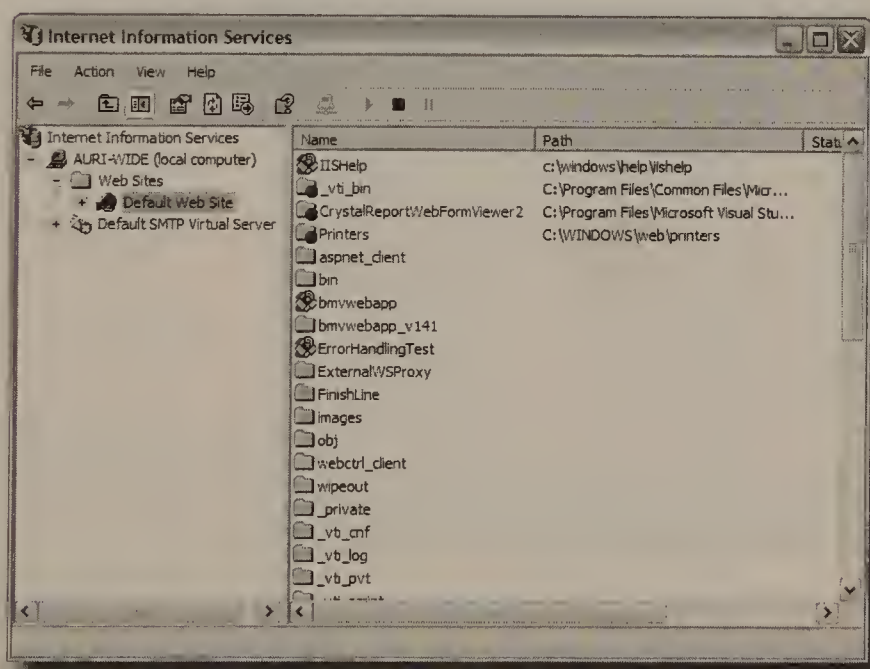 Internet Information Services
File Action View Help
Internet Information Services
AURI-WIDE (local computer)
Web Sites
Default Web Site
Default SMTP Virtual Server
Name Path
IISHelp c:\windows\help\iishelp
_vti_bin C:\Program Files\Common Files\Micr...
CrystalReportWebFormViewer2 C:\Program Files\Microsoft Visual Stu...
Printers C:\WINDOWS\web\printers
aspnet_client
bin
bmvwebapp
bmvwebapp_v141
ErrorHandlingTest
ExternalWSProxy
FinishLine
images
obj
webctrl_client
wipeout
_private
_vti_cnf
_vti_log
_vti_pvt